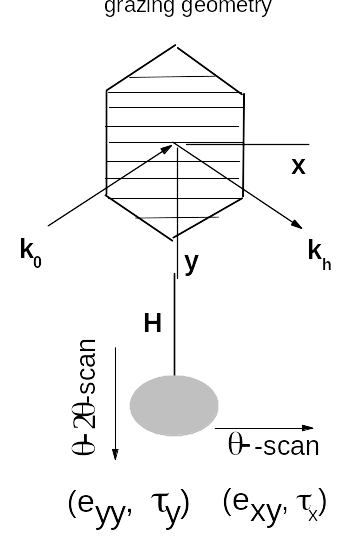 grazing geometry
x
k0
kh
y
H
θ-2θ-scan
θ--scan
(eyy, τy) (exy, τx)